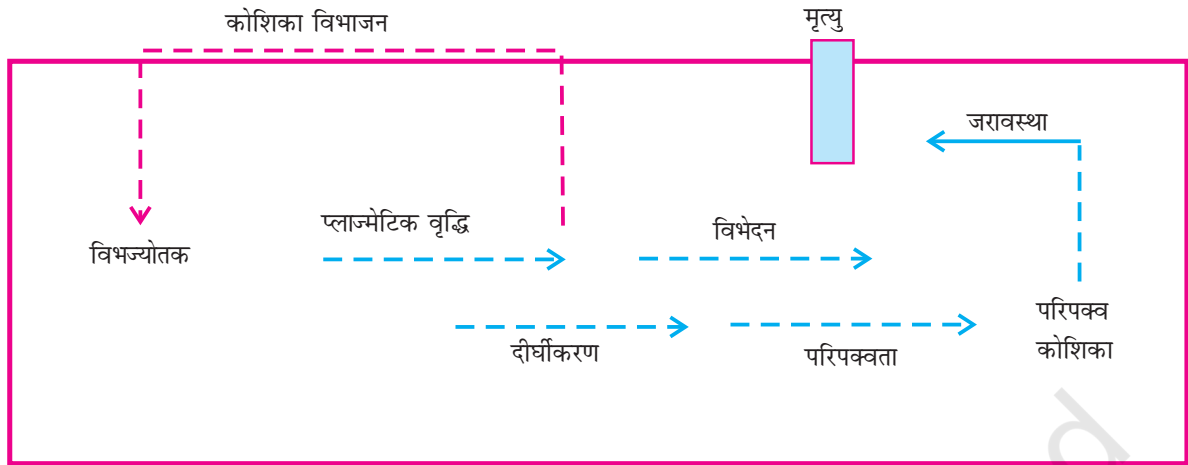 कोशिका विभाजन
मृत्यु
जरावस्था
प्लाज्मेटिक वृद्धि
विभेदन
विभज्योतक
परिपक्व
कोशिका
दीर्घीकरण
परिपक्वता
d